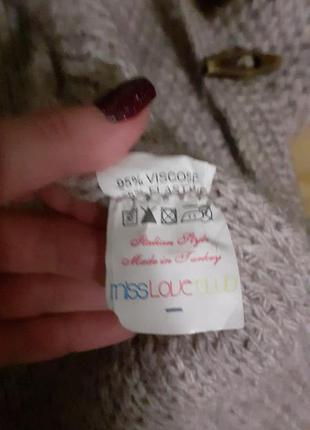 95% VISCOSE
Italian Style
Made in Turkey
missLoveclub